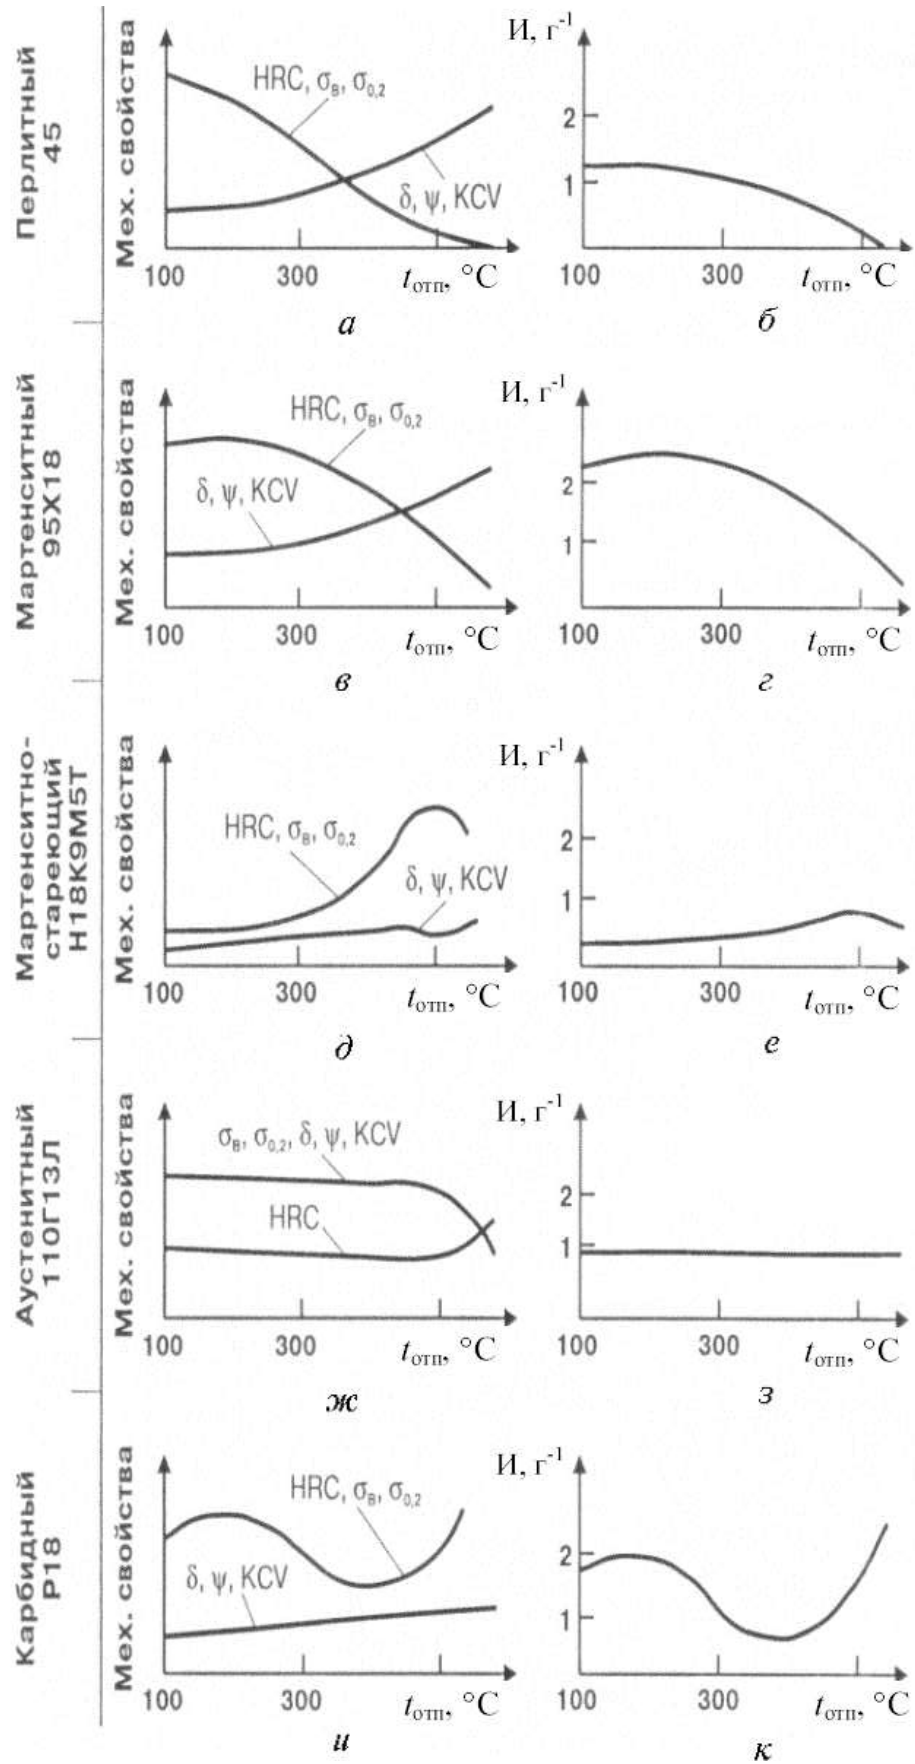 Перлитный
45
Мех. свойства
HRC, σв, σ0,2
δ, ψ, KCV
100
300
tотп, °C
а
И, г-1
2
1
100
300
tотп, °C
б
Мартенситный
95Х18
Мех. свойства
HRC, σв, σ0,2
δ, ψ, KCV
100
300
tотп, °C
в
И, г-1
2
1
100
300
tотп, °C
г
Мартенситно-
стареющий
Н18К9М5Т
Мех. свойства
HRC, σв, σ0,2
δ, ψ, KCV
100
300
tотп, °C
д
И, г-1
2
1
100
300
tотп, °C
е
Аустенитный
110Г13Л
Мех. свойства
σв, σ0,2, δ, ψ, KCV
HRC
100
300
tотп, °C
ж
И, г-1
2
1
100
300
tотп, °C
з
Карбидный
Р18
Мех. свойства
HRC, σв, σ0,2
δ, ψ, KCV
100
300
tотп, °C
и
И, г-1
2
1
100
300
tотп, °C
к